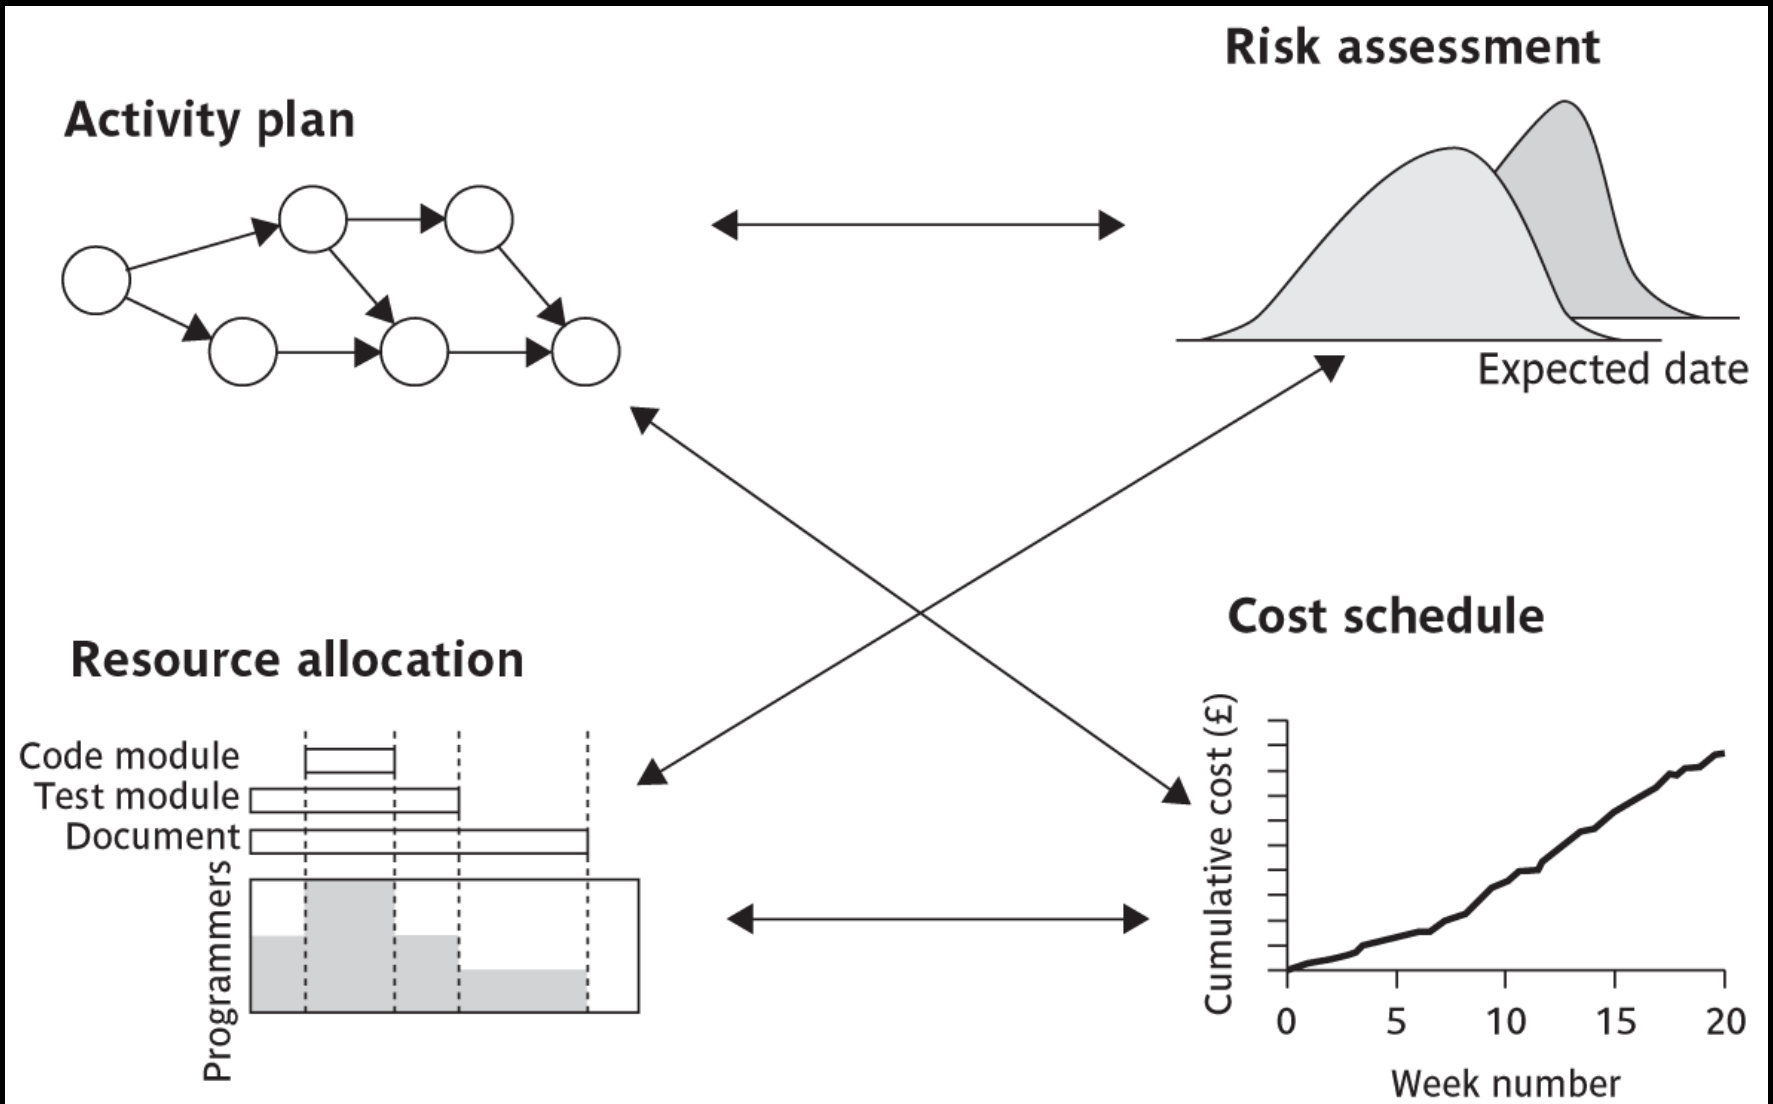 Risk assessment
Activity plan
Expected date
Resource allocation
Cost schedule
Code module
Test module
Document
Programmers
Cumulative cost (£)
0 5 10 15 20
Week number